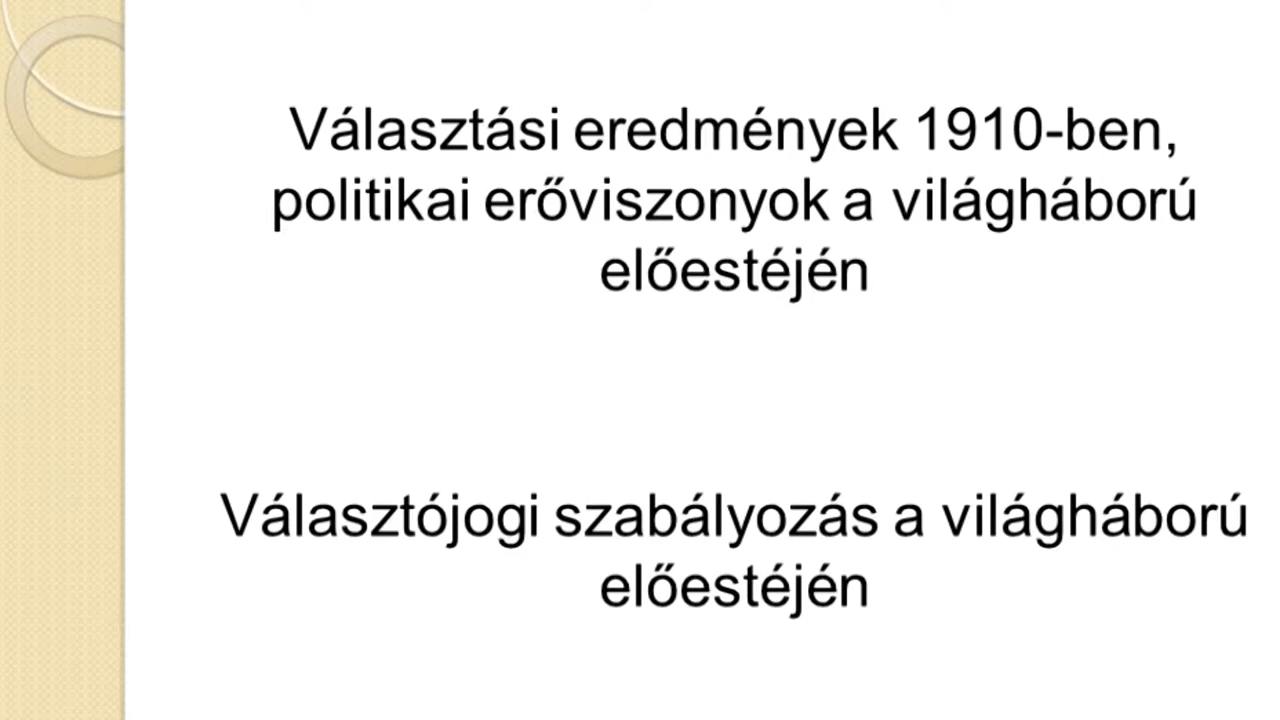 Választási eredmények 1910-ben,
politikai erőviszonyok a világháború
előestéjén
Választójogi szabályozás a világháború
előestéjén